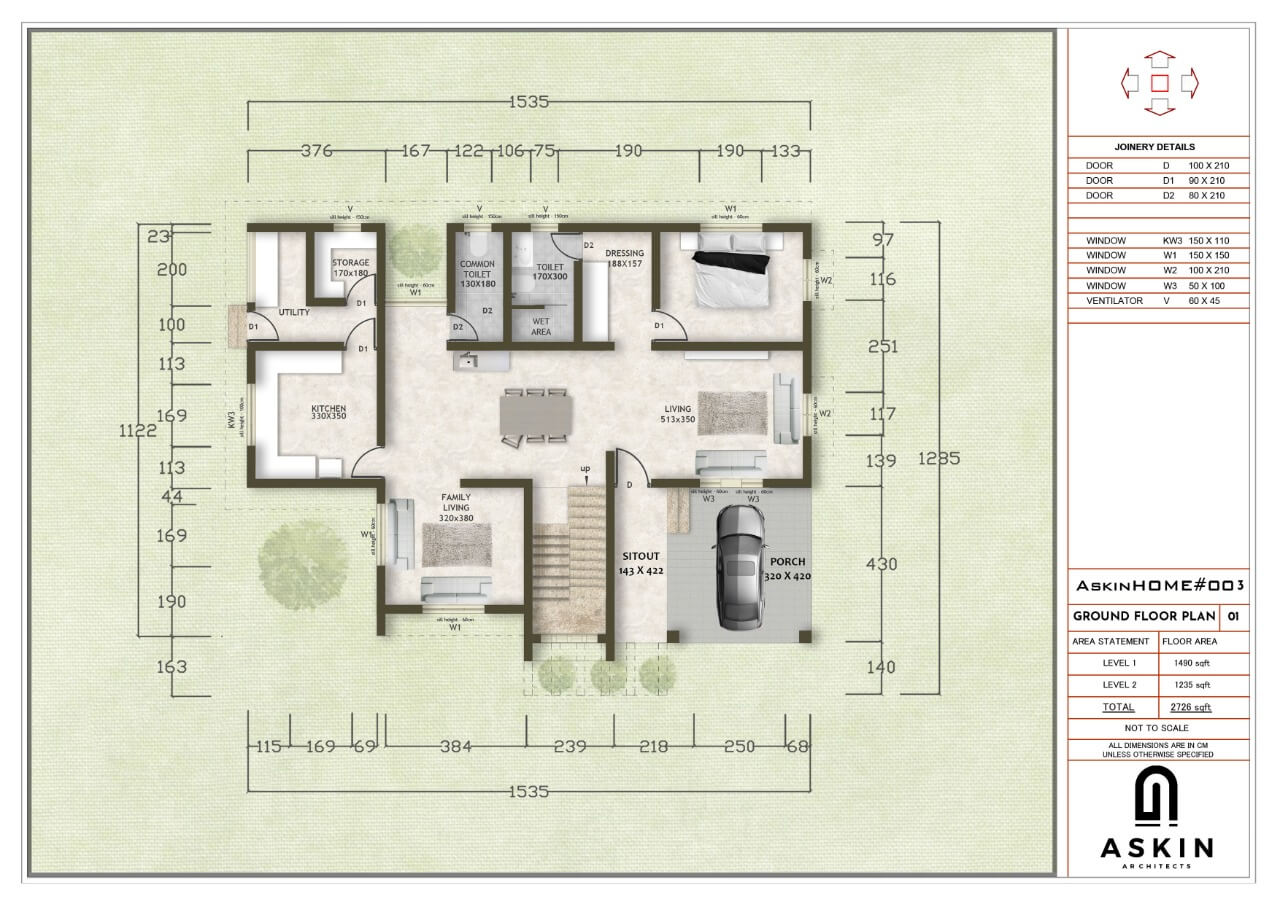 1535
376 167 122 106 75 190 190 133
V
sill height - 150cm
V
sill height - 150cm
V
sill height - 150cm
W1
sill height - 60cm
23
200
100
113
169
1122
113
44
169
190
163
STORAGE
170x180
D1
UTILITY
D1
D1
sill height - 60cm
W1
COMMON
TOILET
130X180
D2
D2
TOILET
170X300
WET
AREA
D2
DRESSING
188X157
D1
W2
sill height - 60cm
KW3
sill height - 100cm
KITCHEN
330X350
LIVING
513x350
W2
sill height - 60cm
up
D
sill height - 60cm
W3
sill height - 60cm
W3
FAMILY
LIVING
320x380
W1
sill height - 60cm
sill height - 60cm
W1
SITOUT
143 X 422
PORCH
320 X 420
97
116
251
117
139
1285
430
140
115 169 69 384 239 218 250 68
1535
JOINERY DETAILS
DOOR D 100 X 210
DOOR D1 90 X 210
DOOR D2 80 X 210
WINDOW KW3 150 X 110
WINDOW W1 150 X 150
WINDOW W2 100 X 210
WINDOW W3 50 X 100
VENTILATOR V 60 X 45
ASKINHOME#003
GROUND FLOOR PLAN 01
AREA STATEMENT FLOOR AREA
LEVEL 1 1490 sqft
LEVEL 2 1235 sqft
TOTAL 2726 sqft
NOT TO SCALE
ALL DIMENSIONS ARE IN CM
UNLESS OTHERWISE SPECIFIED
ASKIN
ARCHITECTS